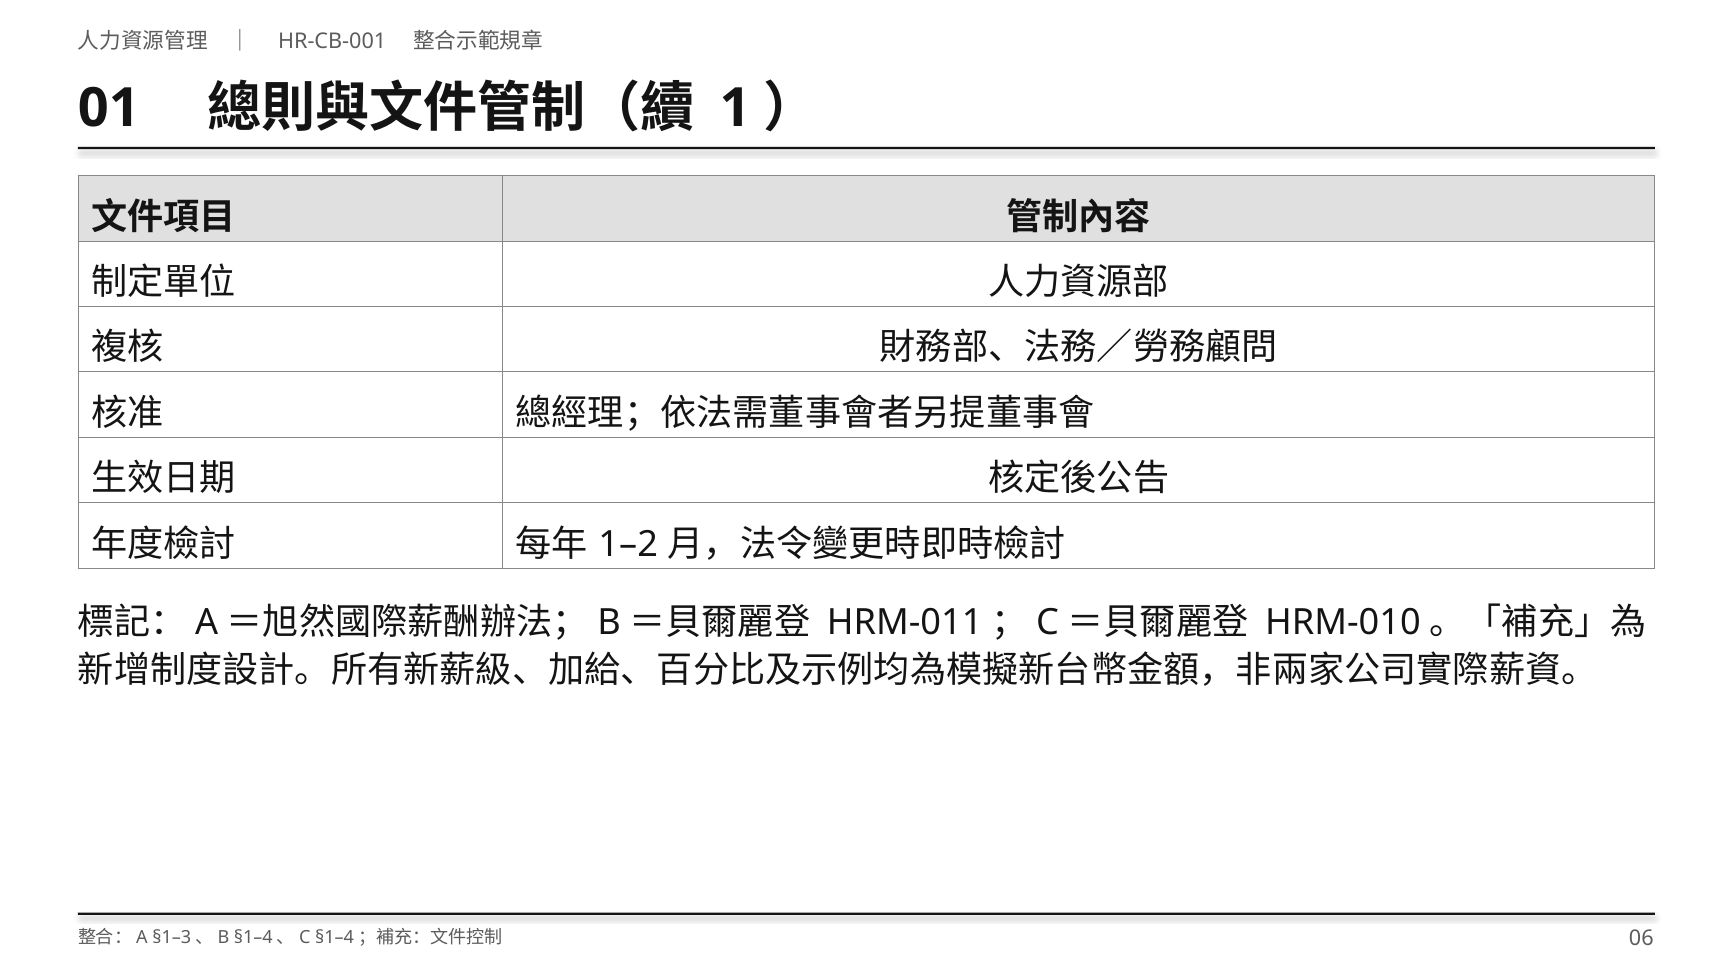 人力資源管理 ｜ HR-CB-001 整合示範規章
01 總則與文件管制（續 1）
文件項目 管制內容
制定單位 人力資源部
複核 財務部、法務／勞務顧問
核准 總經理；依法需董事會者另提董事會
生效日期 核定後公告
年度檢討 每年 1–2 月，法令變更時即時檢討
標記： A ＝旭然國際薪酬辦法； B ＝貝爾麗登 HRM-011 ； C ＝貝爾麗登 HRM-010 。「補充」為
新增制度設計。所有新薪級、加給、百分比及示例均為模擬新台幣金額，非兩家公司實際薪資。
整合： A §1–3 、 B §1–4 、 C §1–4 ；補充：文件控制 06